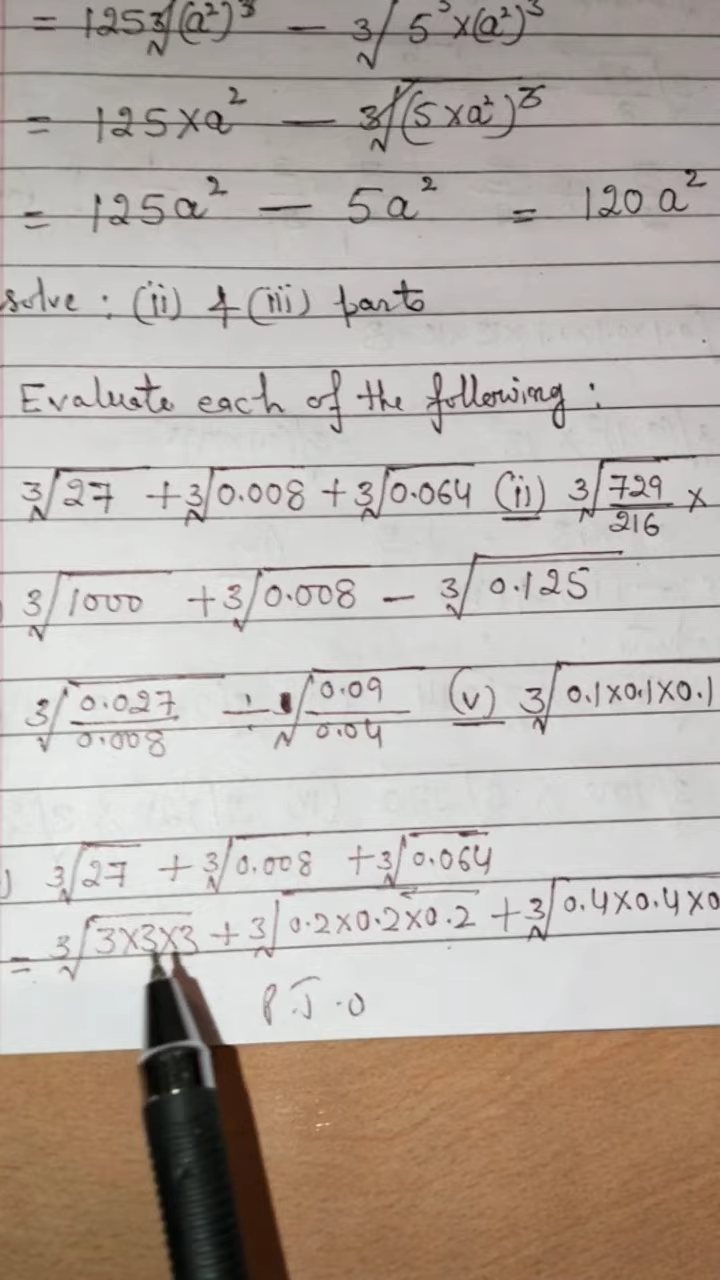 = 125 ∛(a²)³ − ∛5³×(a²)³
= 125×a² − ∛(5×a²)³
= 125a² − 5a² = 120a²
solve : (ii) & (iii) parts
Evaluate each of the following :
∛27 + ∛0.008 + ∛0.064 (ii) ∛729/216 ×
∛1000 + ∛0.008 − ∛0.125
∛0.027/0.008 ÷ √0.09/0.04 (v) ∛0.1×0.1×0.1
) ∛27 + ∛0.008 + ∛0.064
= ∛3×3×3 + ∛0.2×0.2×0.2 + ∛0.4×0.4×0
P.T.O